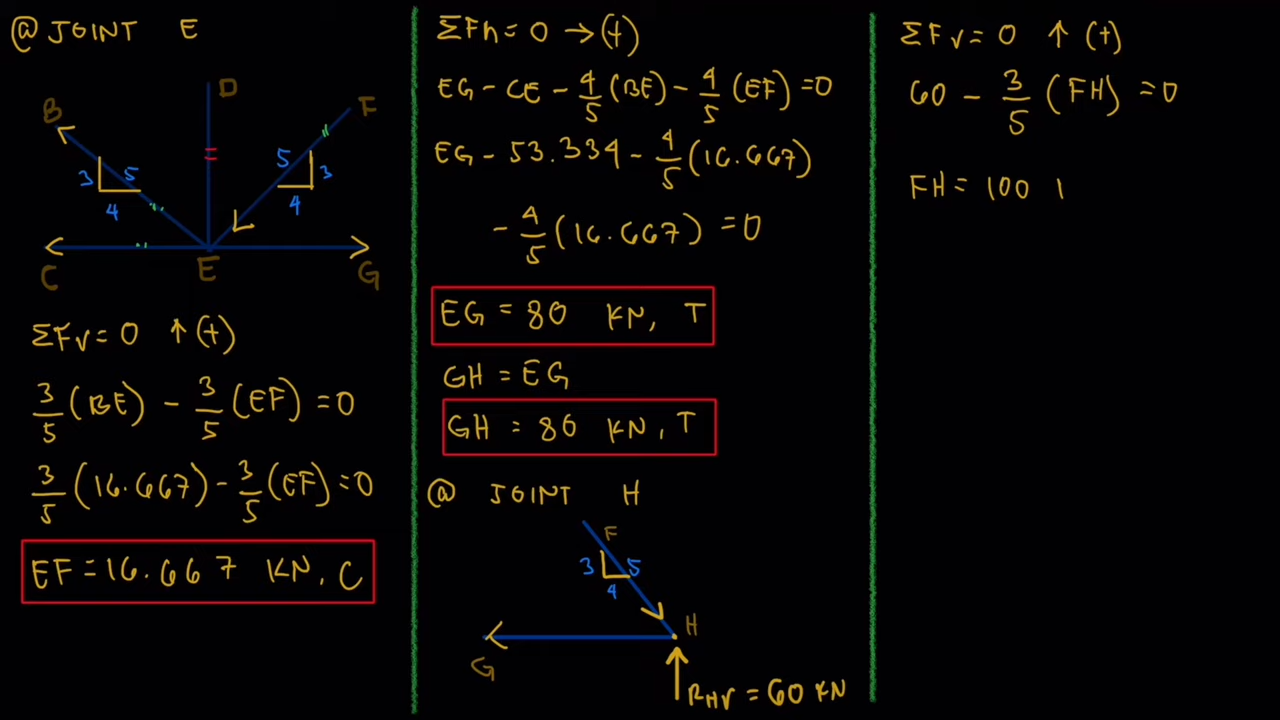 @ JOINT E
B
D
F
3 5
4
5 3
4
C E G
ΣFv = 0 ↑ (+)
3/5 (BE) - 3/5 (EF) = 0
3/5 (16.667) - 3/5 (EF) = 0
EF = 16.667 KN, C
ΣFh = 0 → (+)
EG - CE - 4/5 (BE) - 4/5 (EF) = 0
EG - 53.334 - 4/5 (16.667)
- 4/5 (16.667) = 0
EG = 80 KN, T
GH = EG
GH = 80 KN, T
@ JOINT H
F
3 5
4
H
G
RHV = 60 KN
ΣFv = 0 ↑ (+)
60 - 3/5 (FH) = 0
FH = 100